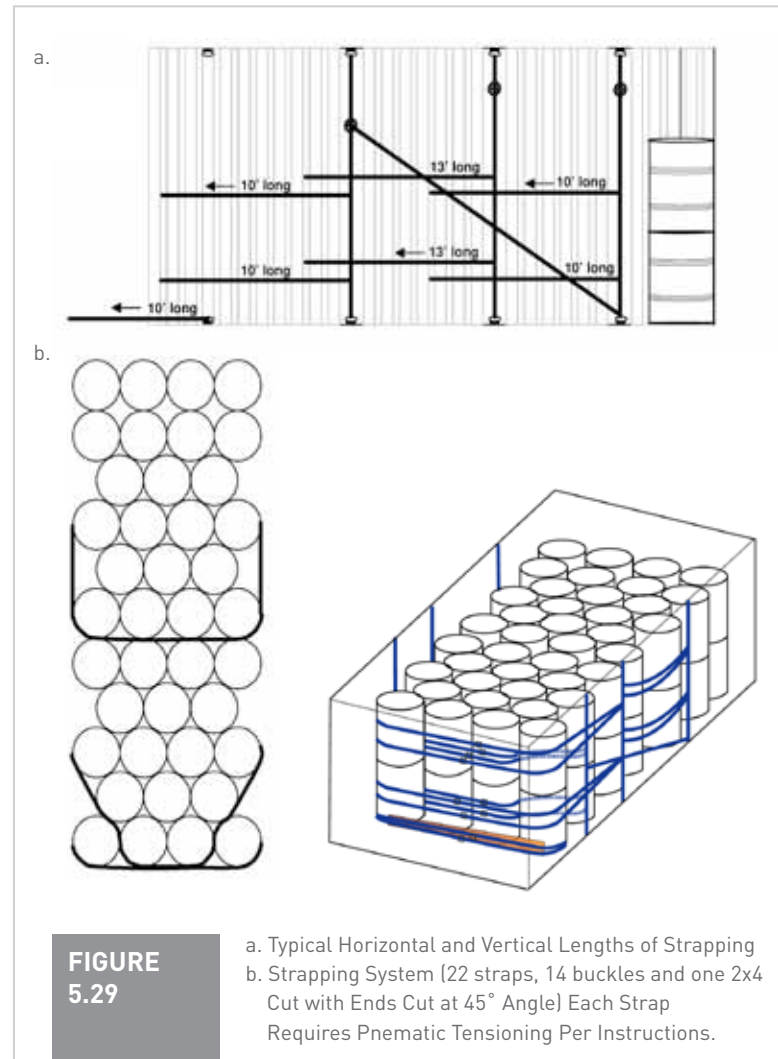 a.
13' long
← 10' long
← 10' long
← 13' long
10' long
10' long
← 10' long
b.
FIGURE
5.29
a. Typical Horizontal and Vertical Lengths of Strapping
b. Strapping System (22 straps, 14 buckles and one 2x4
Cut with Ends Cut at 45° Angle) Each Strap
Requires Pnematic Tensioning Per Instructions.